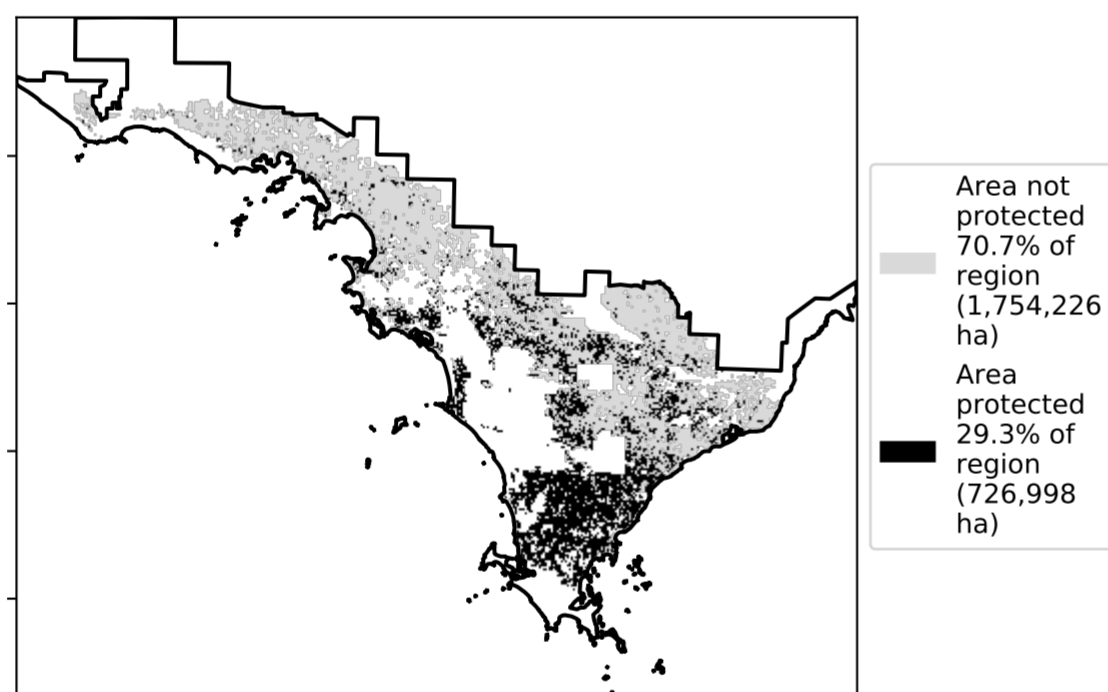 Area not
protected
70.7% of
region
(1,754,226
ha)
Area
protected
29.3% of
region
(726,998
ha)